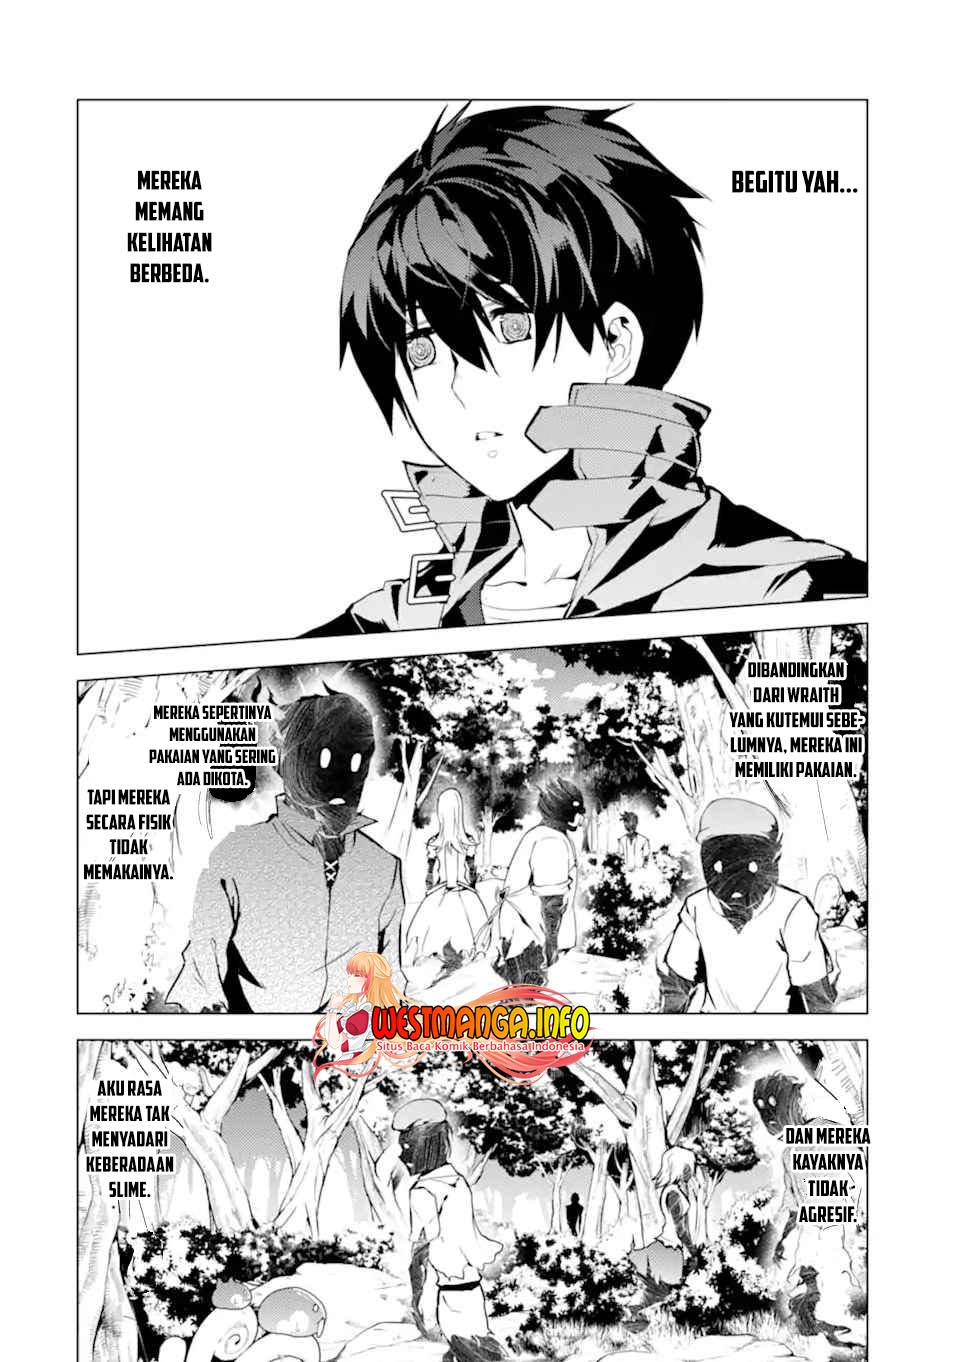 BEGITU YAH...
MEREKA
MEMANG
KELIHATAN
BERBEDA.
DIBANDINGKAN
DARI WRAITH
YANG KUTEMUI SEBE-
LUMNYA, MEREKA INI
MEMILIKI PAKAIAN.
MEREKA SEPERTINYA
MENGGUNAKAN
PAKAIAN YANG SERING
ADA DIKOTA.
TAPI MEREKA
SECARA FISIK
TIDAK
MEMAKAINYA.
WESTMANGA.INFO
Situs Baca Komik Berbahasa Indonesia
DAN MEREKA
KAYAKNYA
TIDAK
AGRESIF.
AKU RASA
MEREKA TAK
MENYADARI
KEBERADAAN
SLIME.